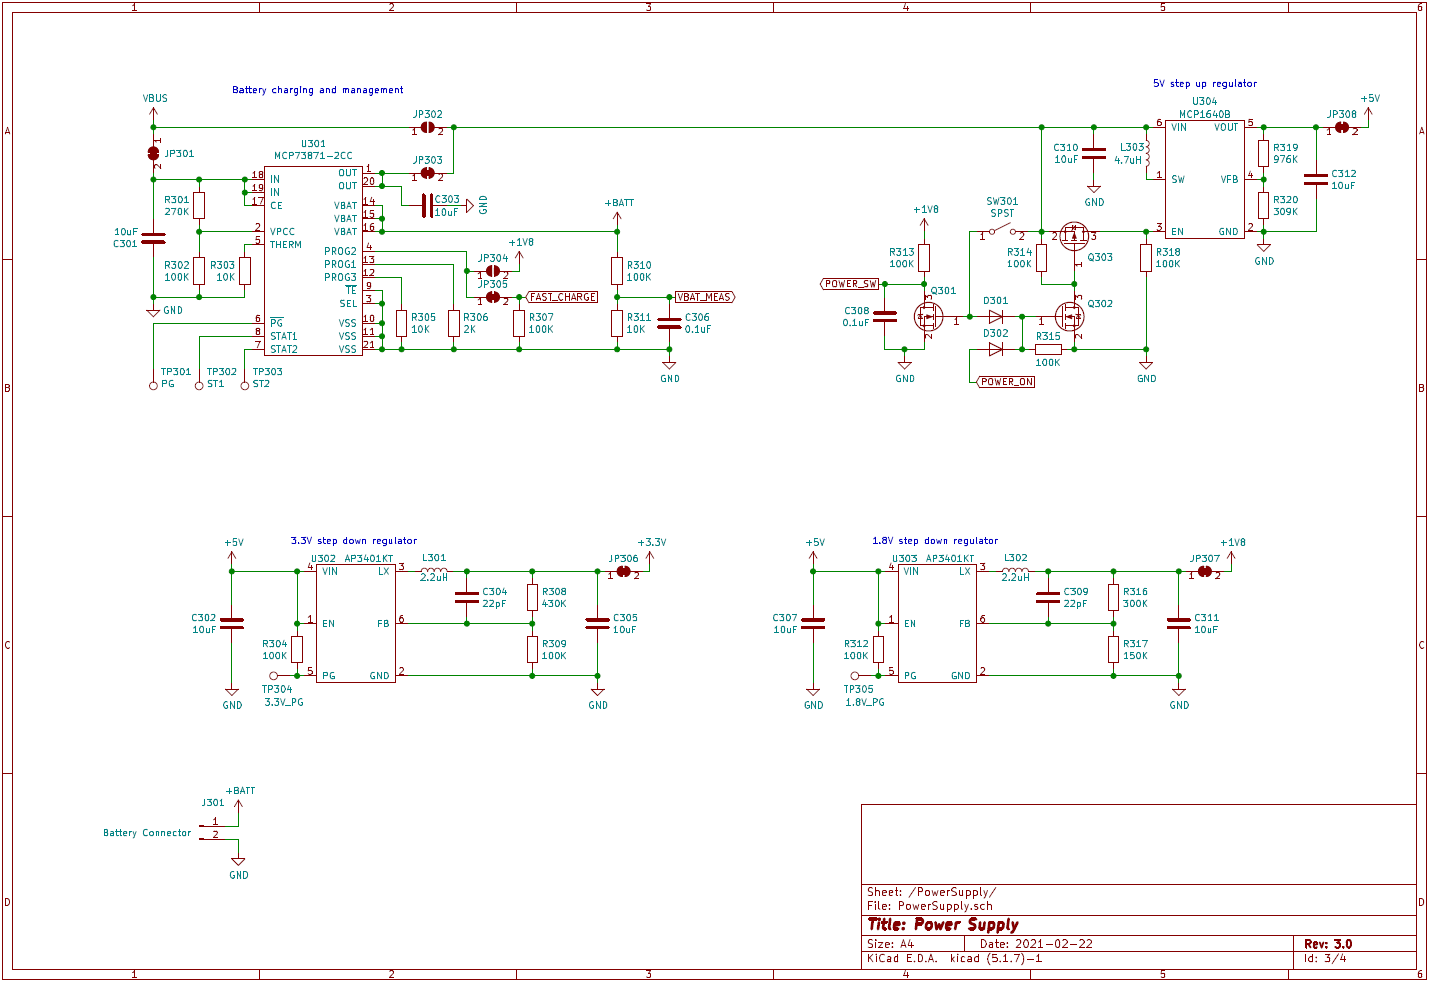 1 2 3 4 5 6
A
B
C
D
Battery charging and management
VBUS
1
2
JP301
JP302
1 2
JP303
1 2
U301
MCP73871-2CC
18 IN
19 IN
17 CE
2 VPCC
5 THERM
6 PG
8 STAT1
7 STAT2
OUT 1
OUT 20
VBAT 14
VBAT 15
VBAT 16
PROG2 4
PROG1 13
PROG3 12
TE 9
SEL 3
VSS 10
VSS 11
VSS 21
R301
270K
10uF
C301
R302
100K
R303
10K
GND
TP301
PG
TP302
ST1
TP303
ST2
C303
10uF
GND
+1V8
JP304
1 2
JP305
1 2
FAST_CHARGE
R305
10K
R306
2K
R307
100K
+BATT
R310
100K
VBAT_MEAS
R311
10K
C306
0.1uF
GND
5V step up regulator
U304
MCP1640B
6 VIN
1 SW
3 EN
VOUT 5
VFB 4
GND 2
+5V
JP308
1 2
R319
976K
R320
309K
C312
10uF
GND
C310
10uF
GND
L303
4.7uH
SW301
SPST
1 2
+1V8
R313
100K
POWER_SW
C308
0.1uF
Q301
3
1
2
GND
R314
100K
2 3
1
Q303
D301
D302
1
3
2
Q302
R315
100K
POWER_ON
R318
100K
GND
3.3V step down regulator
+5V
U302 AP3401KT
4 VIN
1 EN
5 PG
LX 3
FB 6
GND 2
C302
10uF
GND
R304
100K
TP304
3.3V_PG
L301
2.2uH
C304
22pF
R308
430K
R309
100K
C305
10uF
GND
JP306
1 2
+3.3V
1.8V step down regulator
+5V
U303 AP3401KT
4 VIN
1 EN
5 PG
LX 3
FB 6
GND 2
C307
10uF
GND
R312
100K
TP305
1.8V_PG
L302
2.2uH
C309
22pF
R316
300K
R317
150K
C311
10uF
GND
JP307
1 2
+1V8
+BATT
J301
1
2
Battery Connector
GND
Sheet: /PowerSupply/
File: PowerSupply.sch
Title: Power Supply
Size: A4 Date: 2021-02-22 Rev: 3.0
KiCad E.D.A. kicad (5.1.7)-1 Id: 3/4
A
B
C
D
1 2 3 4 5 6